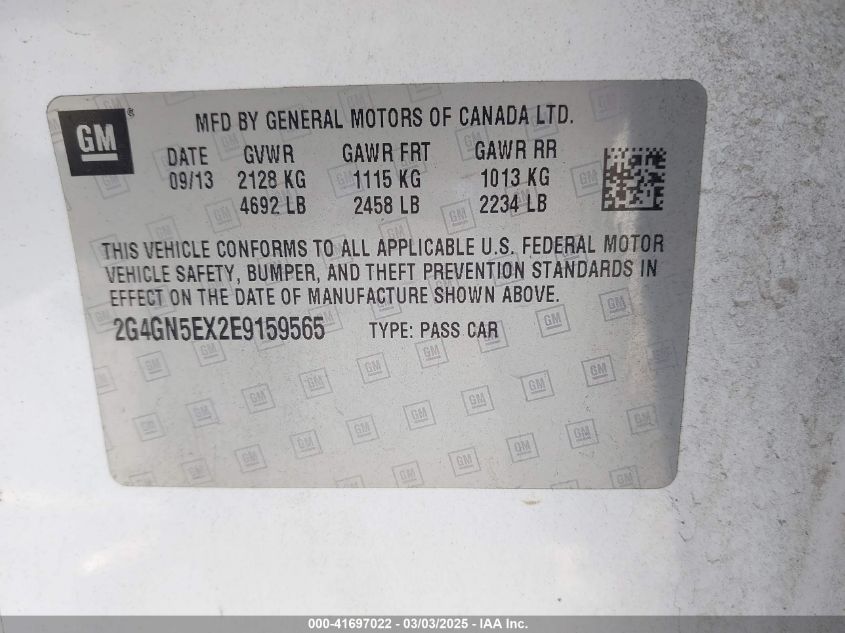 GM®
MFD BY GENERAL MOTORS OF CANADA LTD.
DATE GVWR GAWR FRT GAWR RR
09/13 2128 KG 1115 KG 1013 KG
4692 LB 2458 LB 2234 LB
THIS VEHICLE CONFORMS TO ALL APPLICABLE U.S. FEDERAL MOTOR
VEHICLE SAFETY, BUMPER, AND THEFT PREVENTION STANDARDS IN
EFFECT ON THE DATE OF MANUFACTURE SHOWN ABOVE.
2G4GN5EX2E9159565 TYPE: PASS CAR
000-41697022 — 03/03/2025 — IAA Inc.